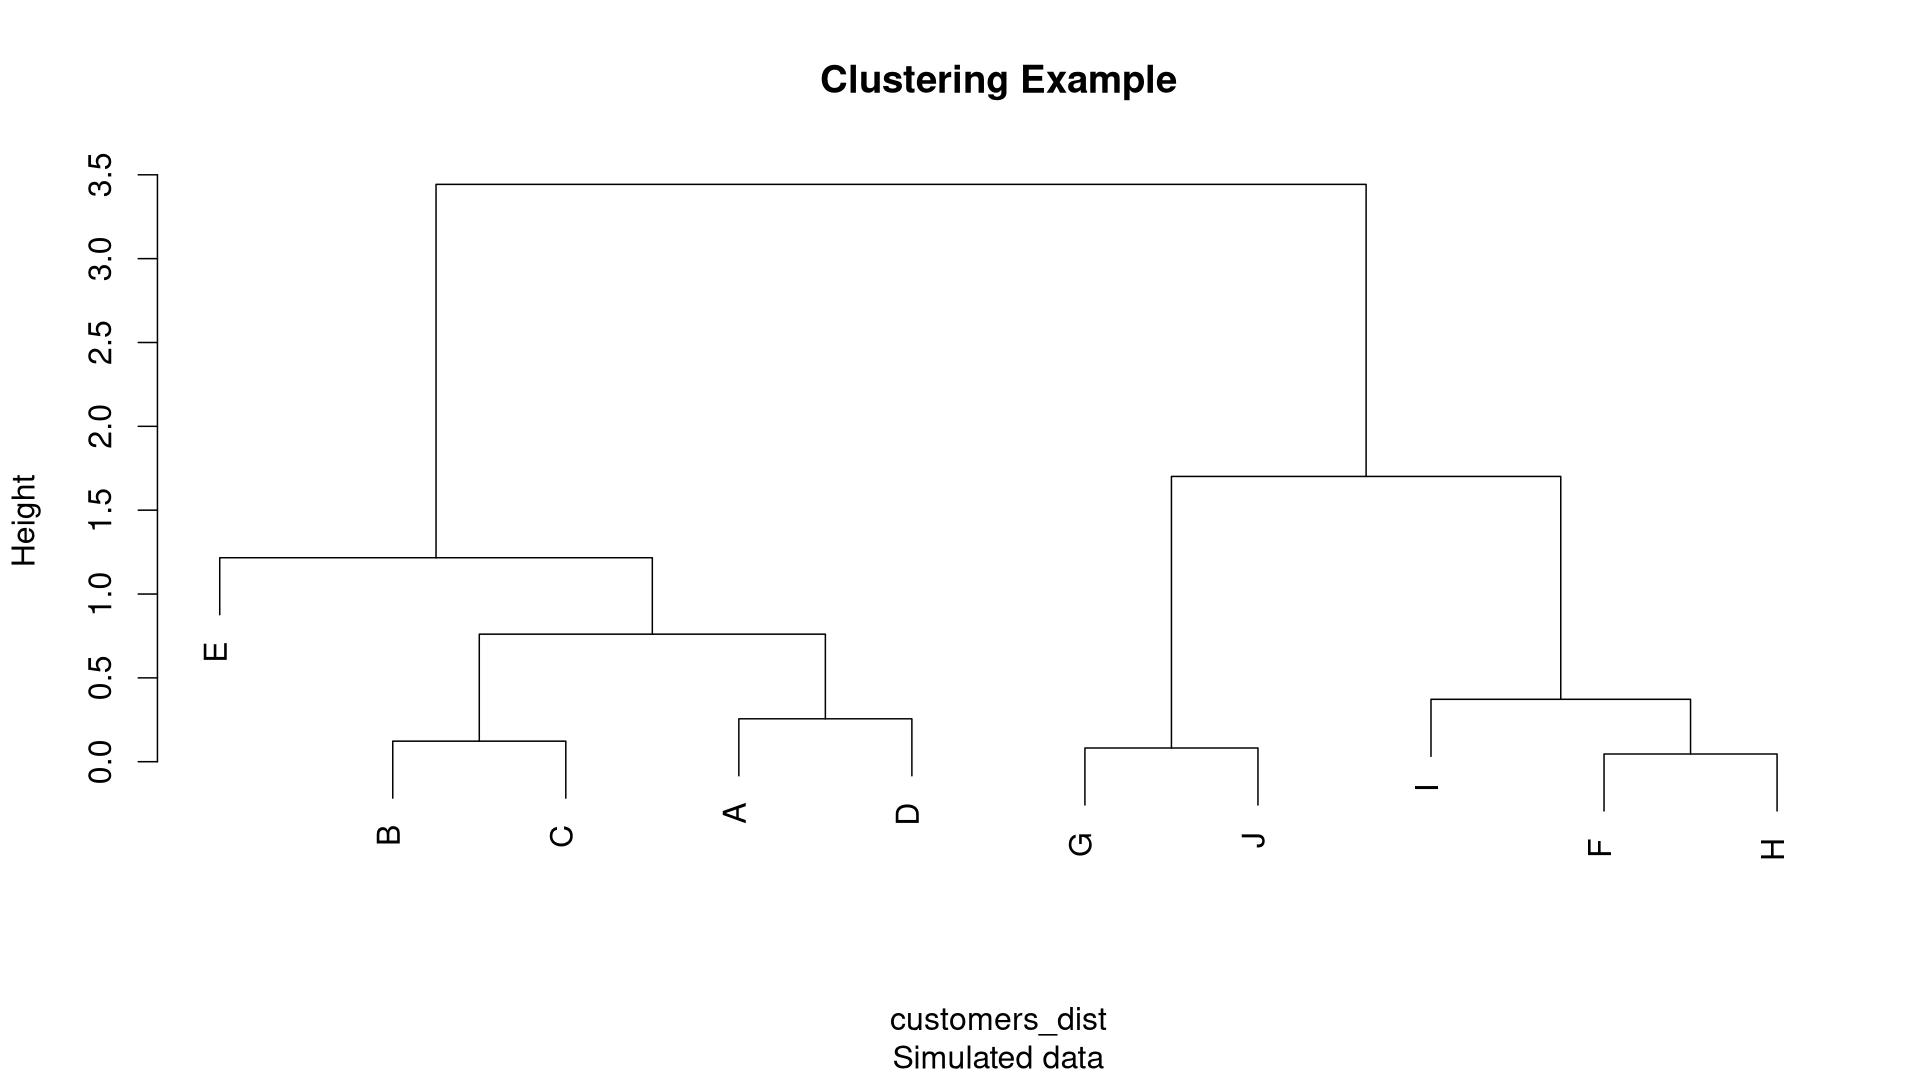 Clustering Example
Height
3.5
3.0
2.5
2.0
1.5
1.0
0.5
0.0
E
B
C
A
D
G
J
I
F
H
customers_dist
Simulated data